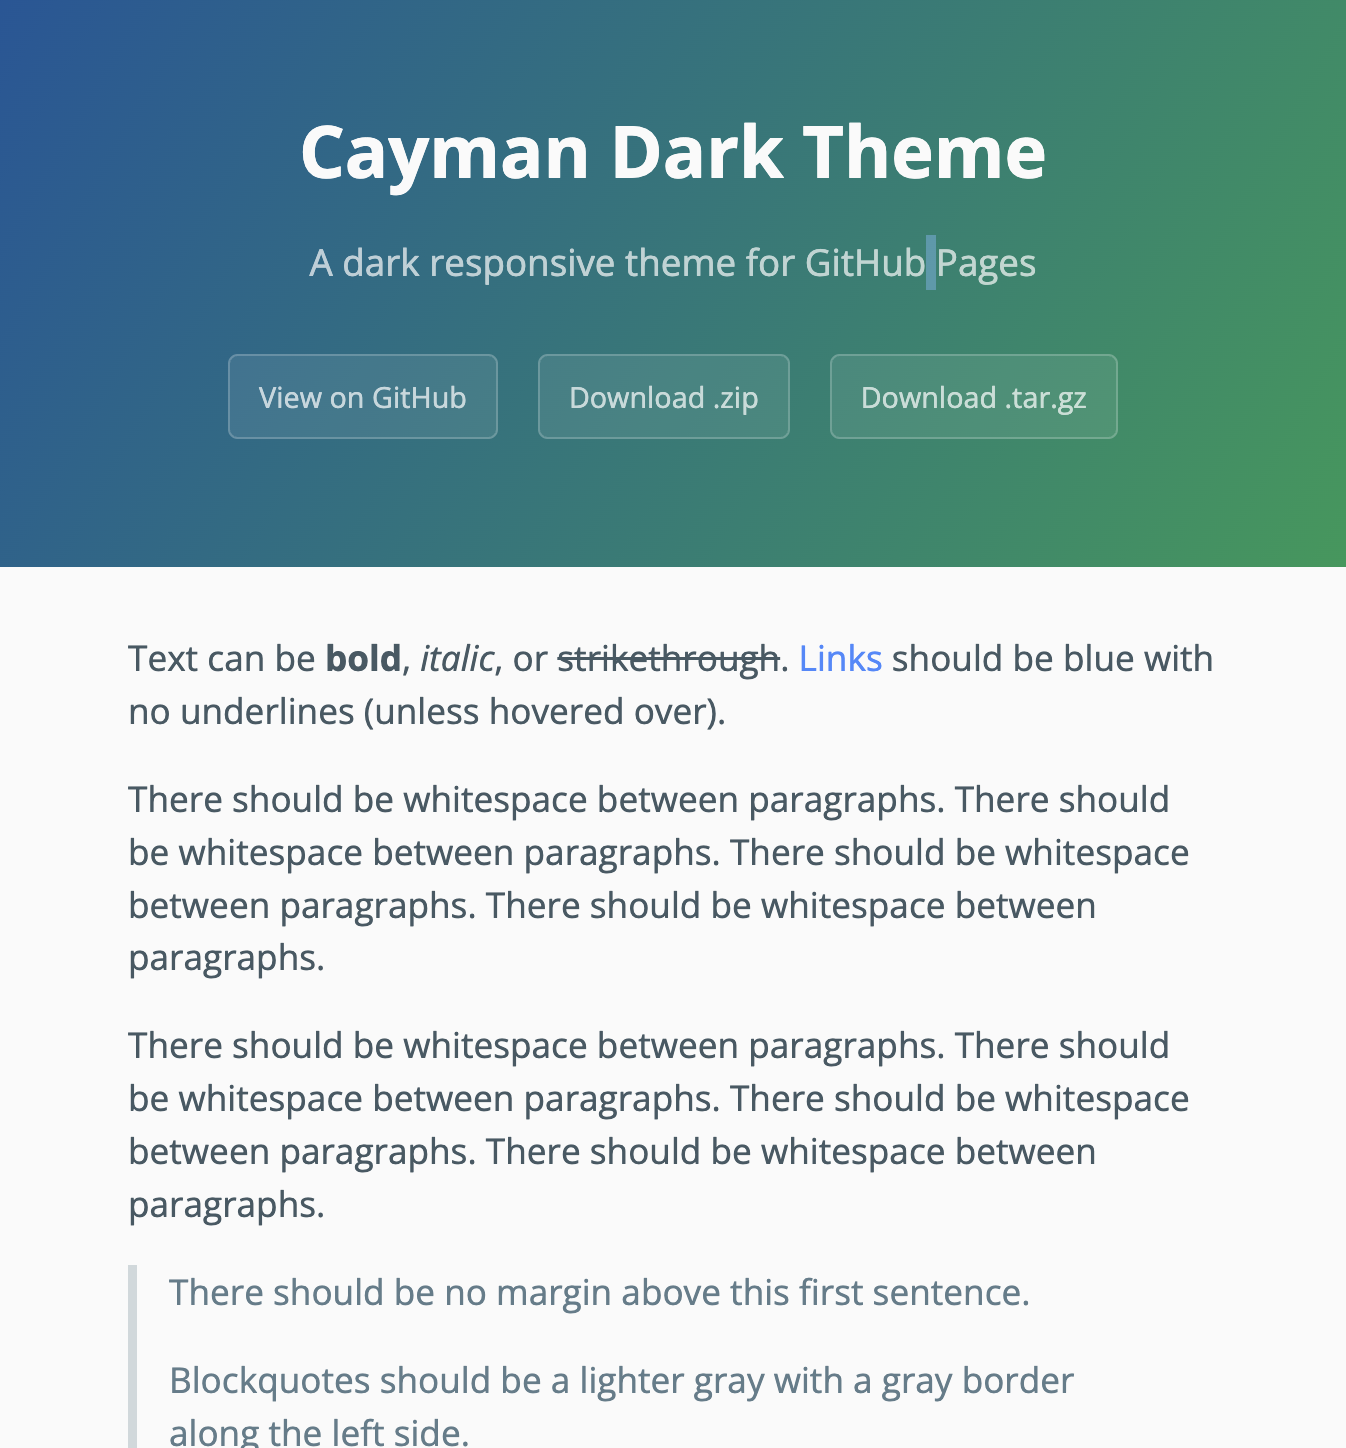 Cayman Dark Theme
A dark responsive theme for GitHub Pages
View on GitHub
Download .zip
Download .tar.gz
Text can be bold, italic, or strikethrough. Links should be blue with
no underlines (unless hovered over).
There should be whitespace between paragraphs. There should
be whitespace between paragraphs. There should be whitespace
between paragraphs. There should be whitespace between
paragraphs.
There should be whitespace between paragraphs. There should
be whitespace between paragraphs. There should be whitespace
between paragraphs. There should be whitespace between
paragraphs.
There should be no margin above this first sentence.
Blockquotes should be a lighter gray with a gray border
along the left side.